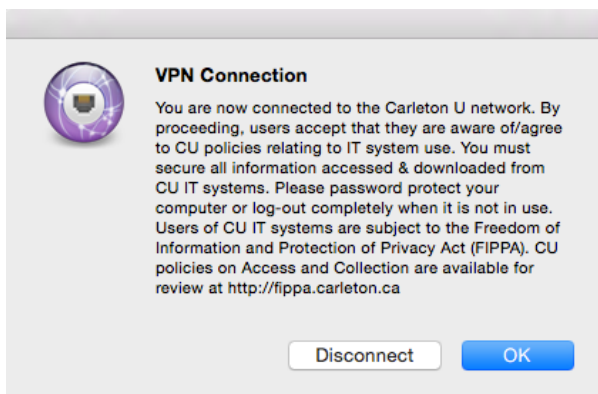 VPN Connection
You are now connected to the Carleton U network. By
proceeding, users accept that they are aware of/agree
to CU policies relating to IT system use. You must
secure all information accessed & downloaded from
CU IT systems. Please password protect your
computer or log-out completely when it is not in use.
Users of CU IT systems are subject to the Freedom of
Information and Protection of Privacy Act (FIPPA). CU
policies on Access and Collection are available for
review at http://fippa.carleton.ca
Disconnect
OK